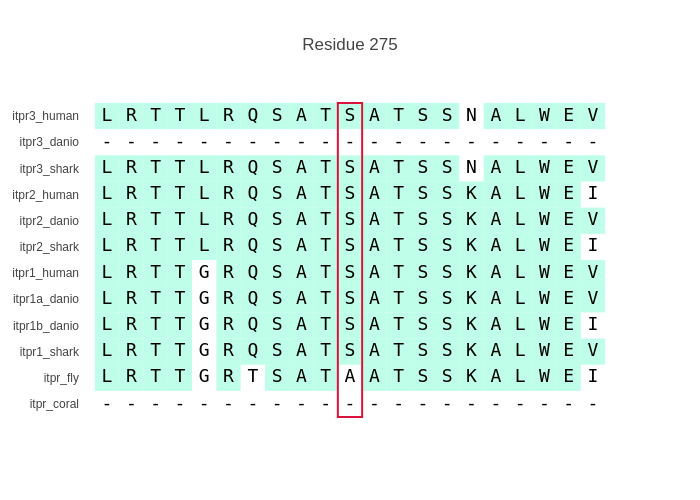 Residue 275
itpr3_human L R T T L R Q S A T S A T S S N A L W E V
itpr3_danio - - - - - - - - - - - - - - - - - - - - -
itpr3_shark L R T T L R Q S A T S A T S S N A L W E V
itpr2_human L R T T L R Q S A T S A T S S K A L W E I
itpr2_danio L R T T L R Q S A T S A T S S K A L W E V
itpr2_shark L R T T L R Q S A T S A T S S K A L W E I
itpr1_human L R T T G R Q S A T S A T S S K A L W E V
itpr1a_danio L R T T G R Q S A T S A T S S K A L W E V
itpr1b_danio L R T T G R Q S A T S A T S S K A L W E I
itpr1_shark L R T T G R Q S A T S A T S S K A L W E V
itpr_fly L R T T G R T S A T A A T S S K A L W E I
itpr_coral - - - - - - - - - - - - - - - - - - - - -